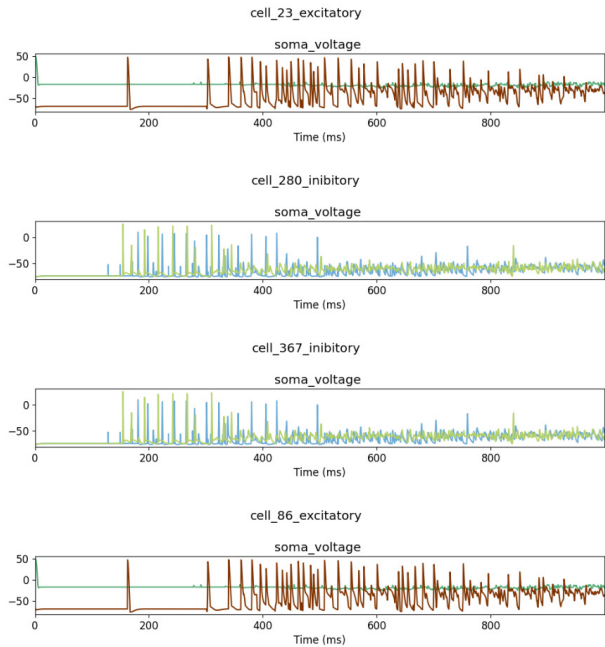 cell_23_excitatory
soma_voltage
50
0
−50
0 200 400 600 800
Time (ms)
cell_280_inibitory
soma_voltage
0
−50
0 200 400 600 800
Time (ms)
cell_367_inibitory
soma_voltage
0
−50
0 200 400 600 800
Time (ms)
cell_86_excitatory
soma_voltage
50
0
−50
0 200 400 600 800
Time (ms)